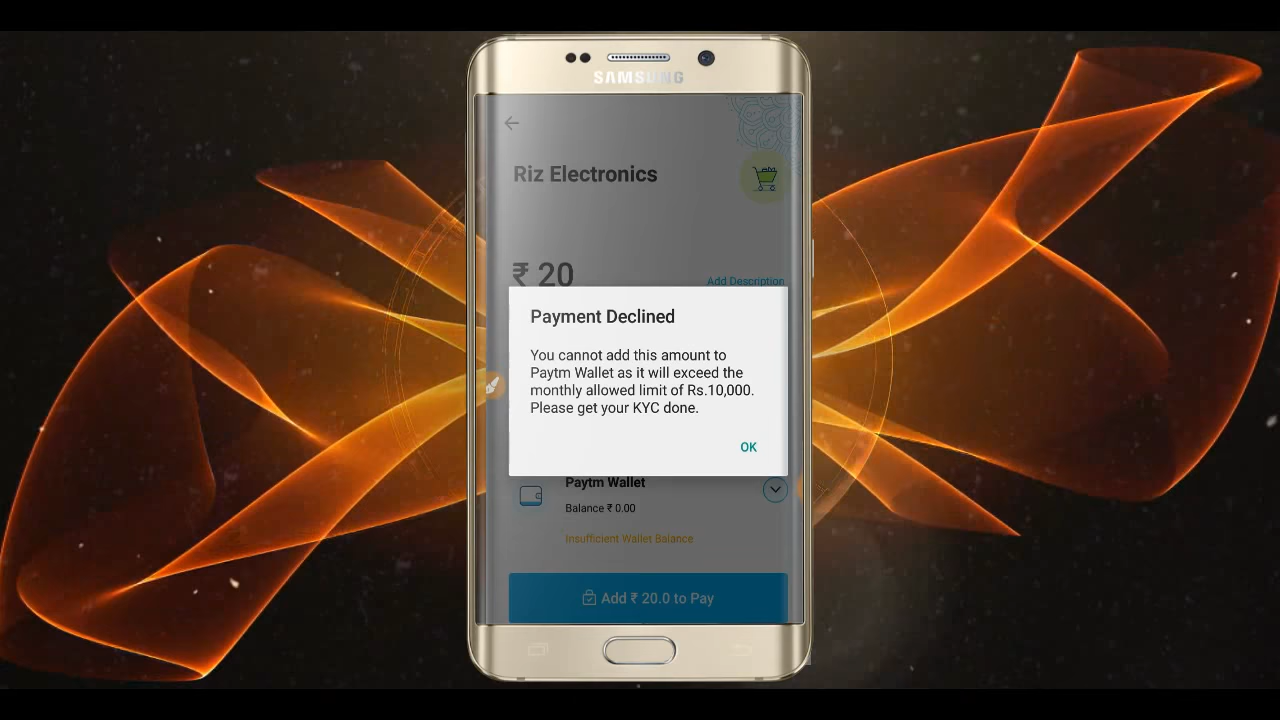 SAMSUNG
Riz Electronics
₹ 20
Add Description
Payment Declined
You cannot add this amount to
Paytm Wallet as it will exceed the
monthly allowed limit of Rs.10,000.
Please get your KYC done.
OK
Paytm Wallet
Balance ₹ 0.00
Insufficient Wallet Balance
Add ₹ 20.0 to Pay